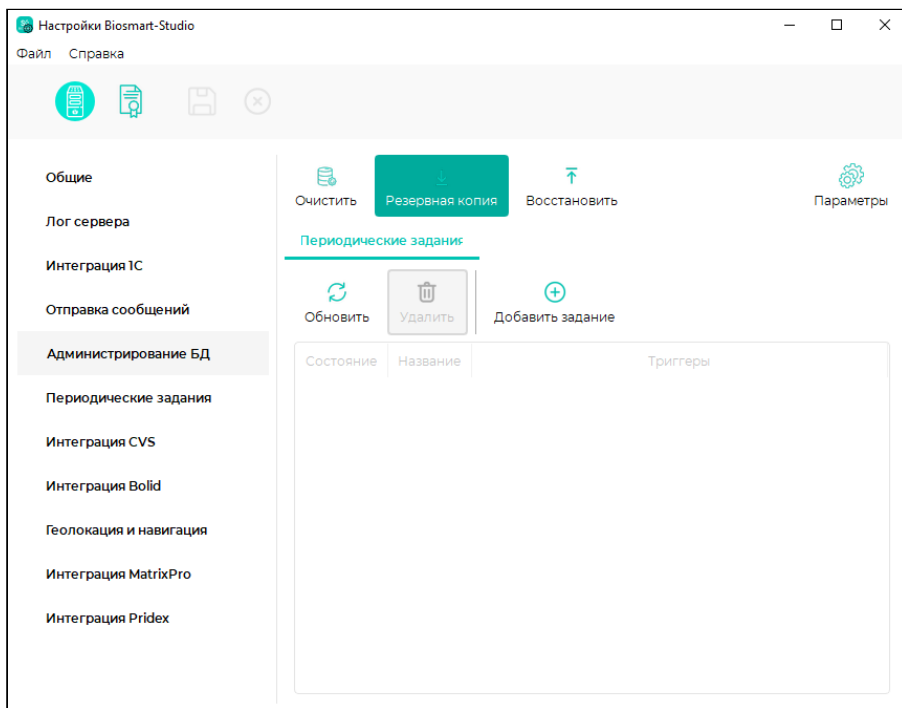 Настройки Biosmart-Studio
Файл Справка
Общие
Лог сервера
Интеграция 1С
Отправка сообщений
Администрирование БД
Периодические задания
Интеграция CVS
Интеграция Bolid
Геолокация и навигация
Интеграция MatrixPro
Интеграция Pridex
Очистить Резервная копия Восстановить Параметры
Периодические задания
Обновить Удалить Добавить задание
Состояние Название Триггеры